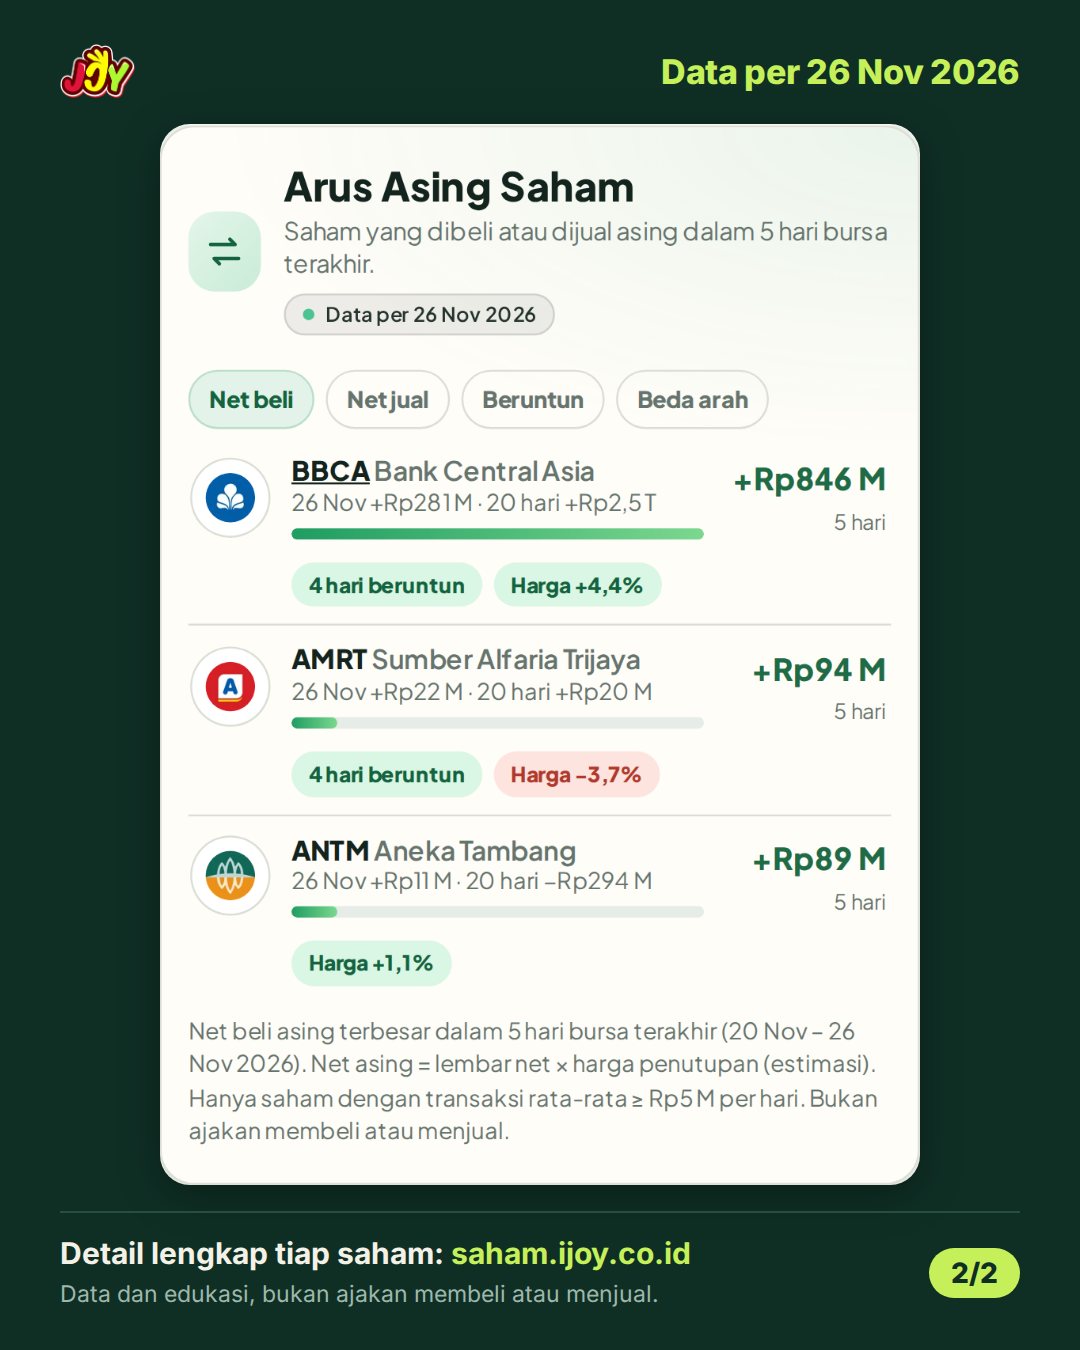 JOY
Data per 26 Nov 2026
Arus Asing Saham
Saham yang dibeli atau dijual asing dalam 5 hari bursa
terakhir.
Data per 26 Nov 2026
Net beli
Net jual
Beruntun
Beda arah
BBCA Bank Central Asia
+Rp846 M
26 Nov +Rp281 M · 20 hari +Rp2,5 T
5 hari
4 hari beruntun
Harga +4,4%
AMRT Sumber Alfaria Trijaya
+Rp94 M
26 Nov +Rp22 M · 20 hari +Rp20 M
5 hari
A
4 hari beruntun
Harga −3,7%
ANTM Aneka Tambang
+Rp89 M
26 Nov +Rp11 M · 20 hari −Rp294 M
5 hari
Harga +1,1%
Net beli asing terbesar dalam 5 hari bursa terakhir (20 Nov – 26
Nov 2026). Net asing = lembar net × harga penutupan (estimasi).
Hanya saham dengan transaksi rata-rata ≥ Rp5 M per hari. Bukan
ajakan membeli atau menjual.
Detail lengkap tiap saham: saham.ijoy.co.id
Data dan edukasi, bukan ajakan membeli atau menjual.
2/2